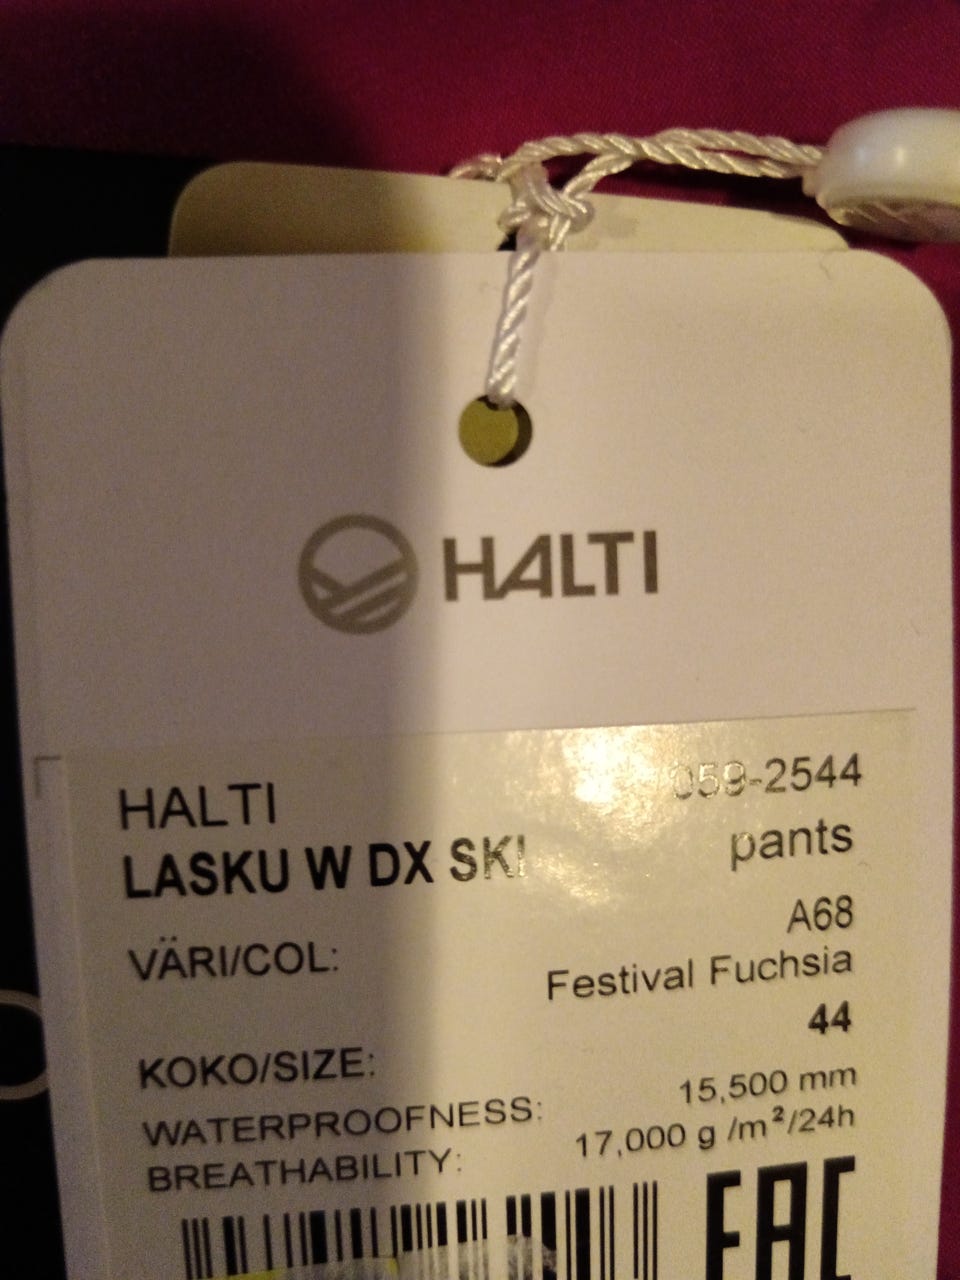 HALTI
HALTI 059-2544
LASKU W DX SKI pants
VÄRI/COL: A68
Festival Fuchsia
KOKO/SIZE: 44
WATERPROOFNESS: 15,500 mm
BREATHABILITY: 17,000 g /m²/24h
EAC